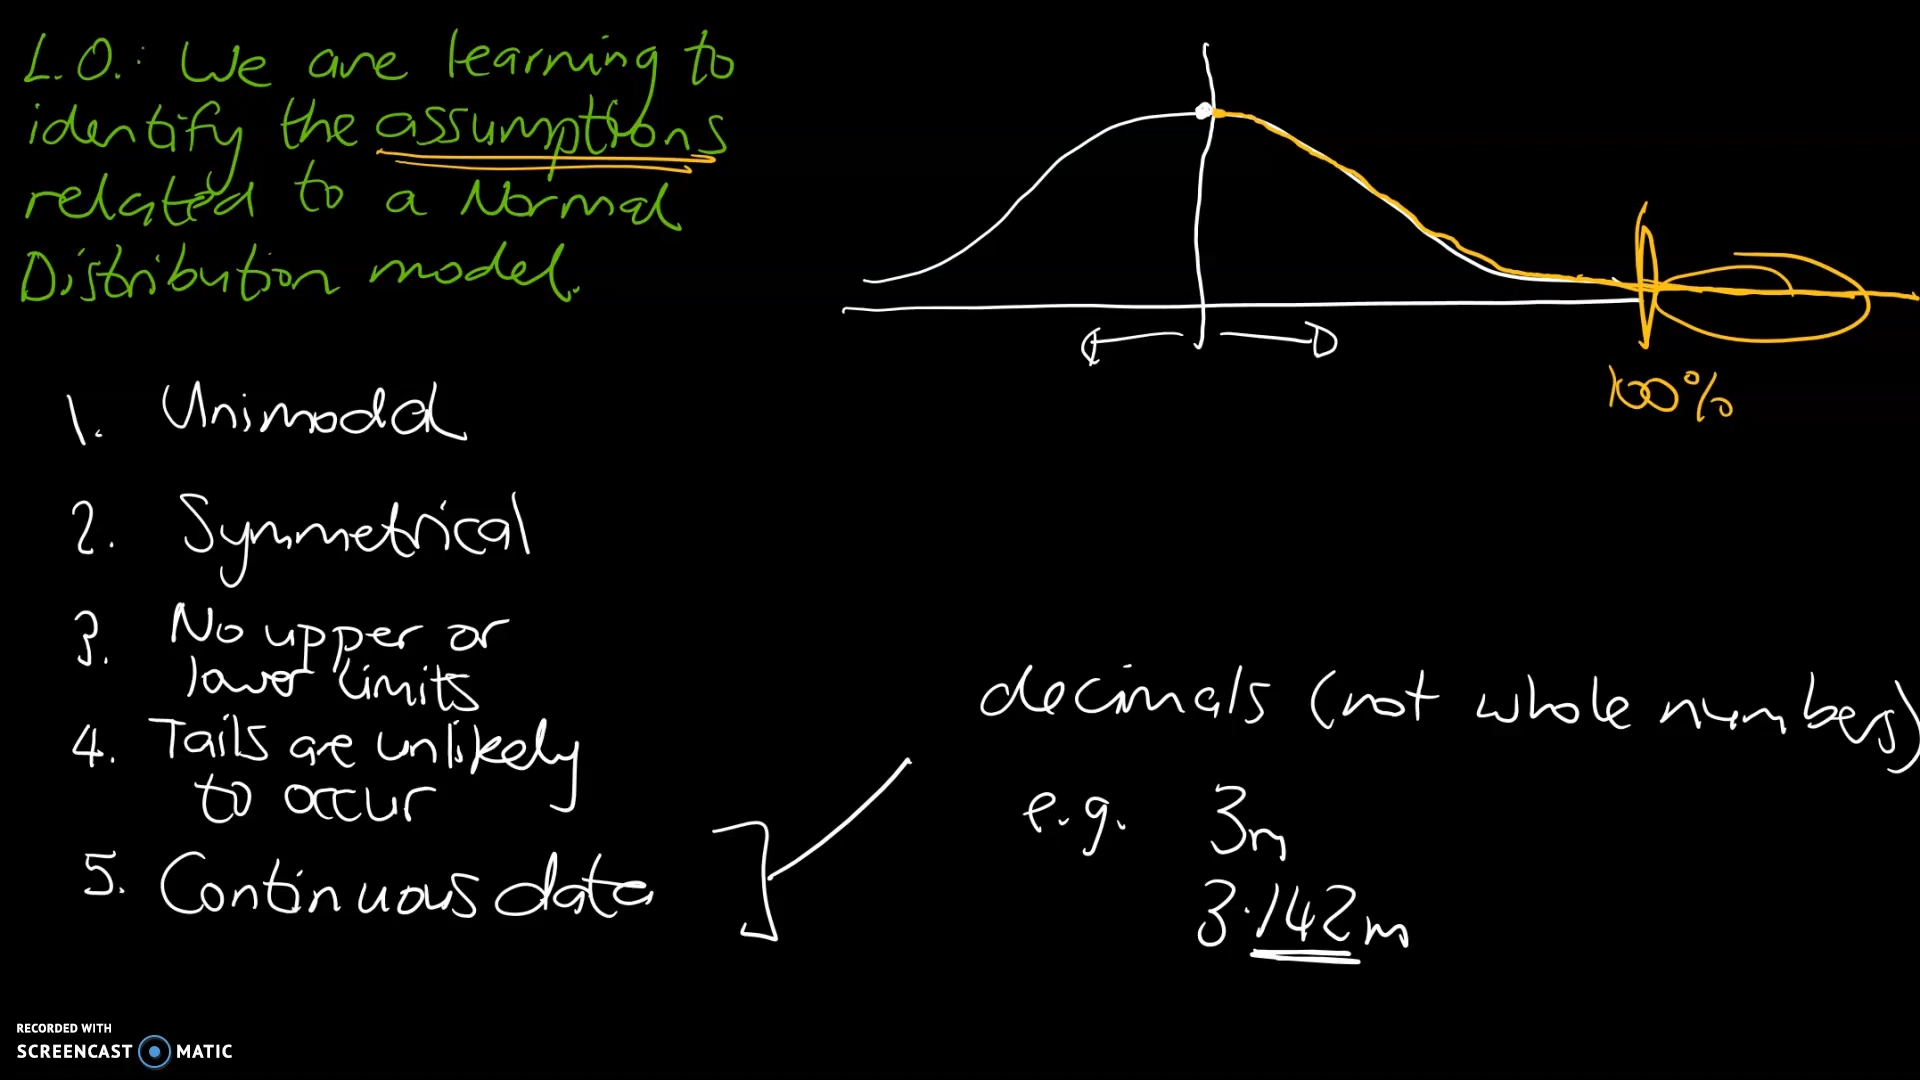 L.O.: We are learning to
identify the assumptions
related to a Normal
Distribution model.
100%
1. Unimodal
2. Symmetrical
3. No upper or
lower limits
4. Tails are unlikely
to occur
5. Continuous data
decimals (not whole numbers)
e.g. 3m
3.142m
RECORDED WITH
SCREENCAST MATIC